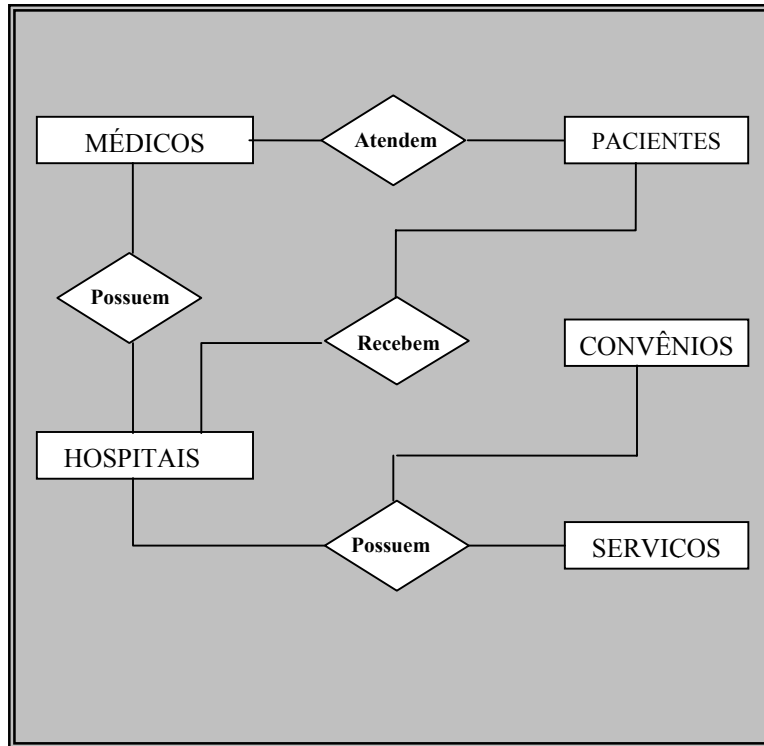 MÉDICOS
Atendem
PACIENTES
Possuem
Recebem
CONVÊNIOS
HOSPITAIS
Possuem
SERVICOS